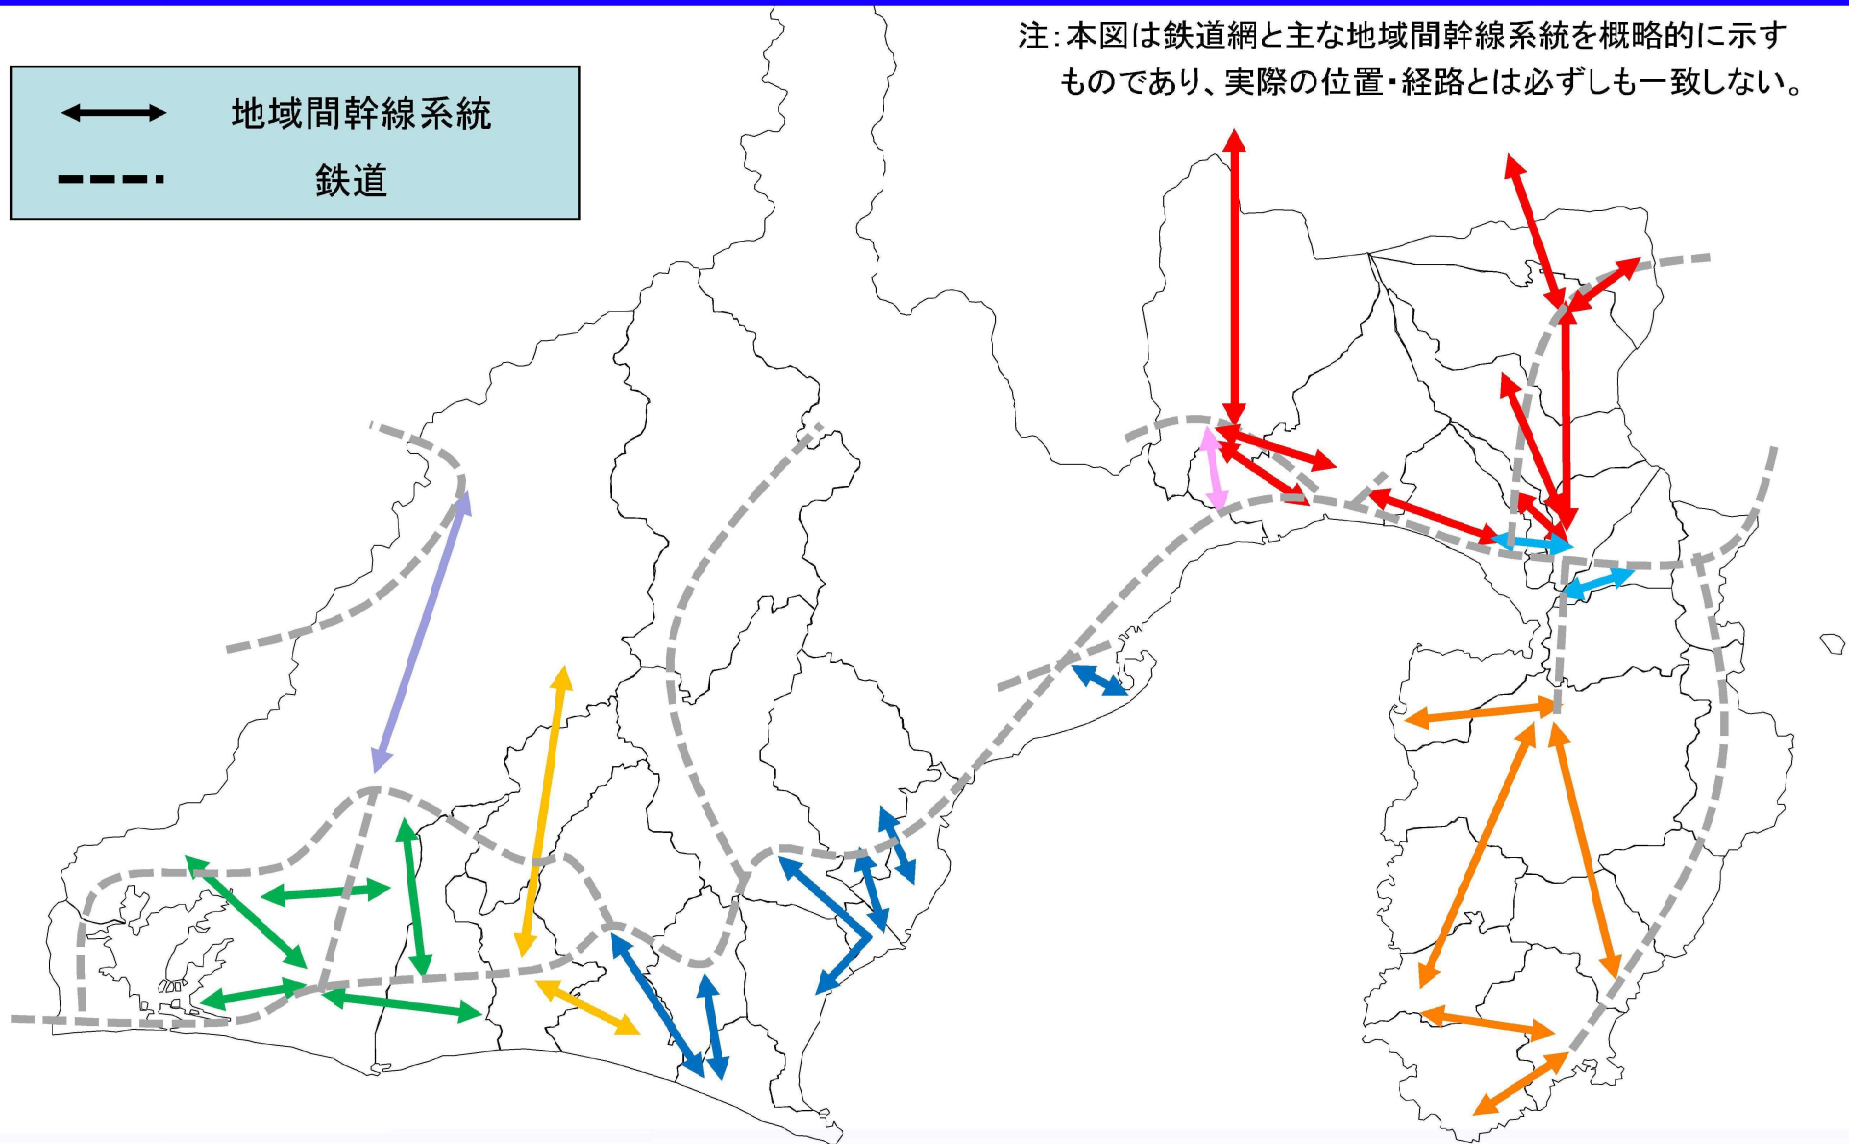 注：本図は鉄道網と主な地域間幹線系統を概略的に示す
ものであり、実際の位置・経路とは必ずしも一致しない。
地域間幹線系統
鉄道